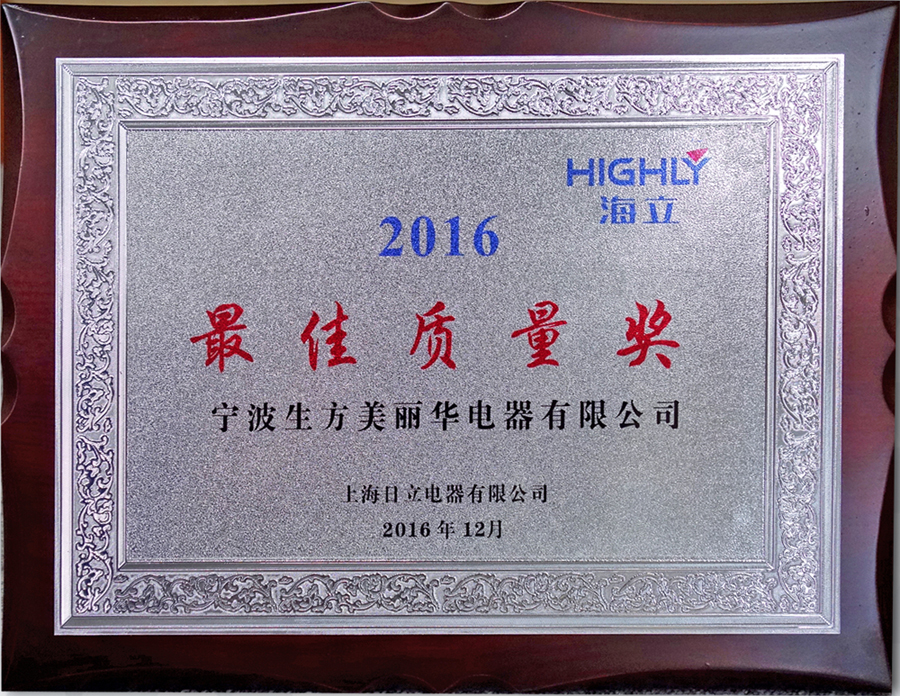 HIGHLY
海立
2016
最佳质量奖
宁波生方美丽华电器有限公司
上海日立电器有限公司
2016年12月